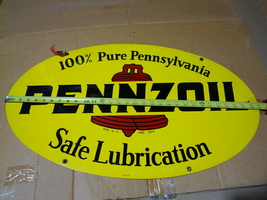 100% Pure Pennsylvania
PENNZOIL
Safe Lubrication